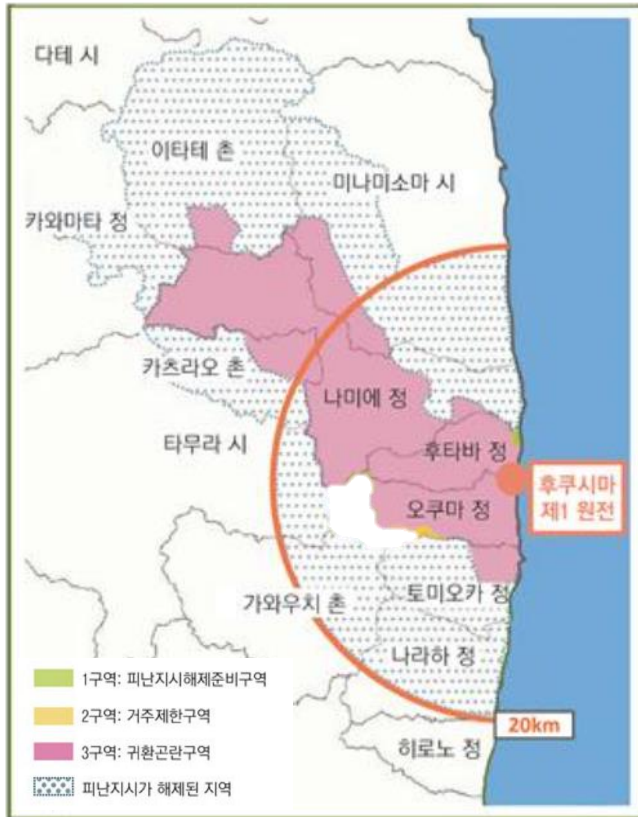 다테 시
이타테 촌
미나미소마 시
카와마타 정
카츠라오 촌
나미에 정
타무라 시
후타바 정
후쿠시마
제1 원전
오쿠마 정
가와우치 촌
토미오카 정
나라하 정
20km
히로노 정
1구역: 피난지시해제준비구역
2구역: 거주제한구역
3구역: 귀환곤란구역
피난지시가 해제된 지역